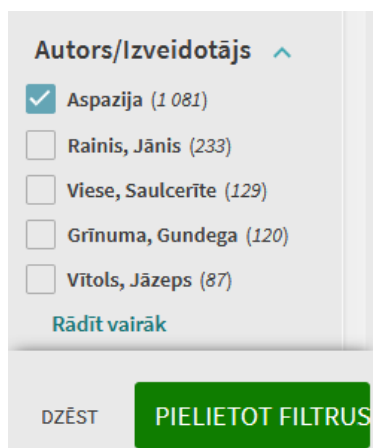 Autors/Izveidotājs
Aspazija (1 081)
Rainis, Jānis (233)
Viese, Saulcerīte (129)
Grīnuma, Gundega (120)
Vītols, Jāzeps (87)
Rādīt vairāk
DZĒST PIELIETOT FILTRUS